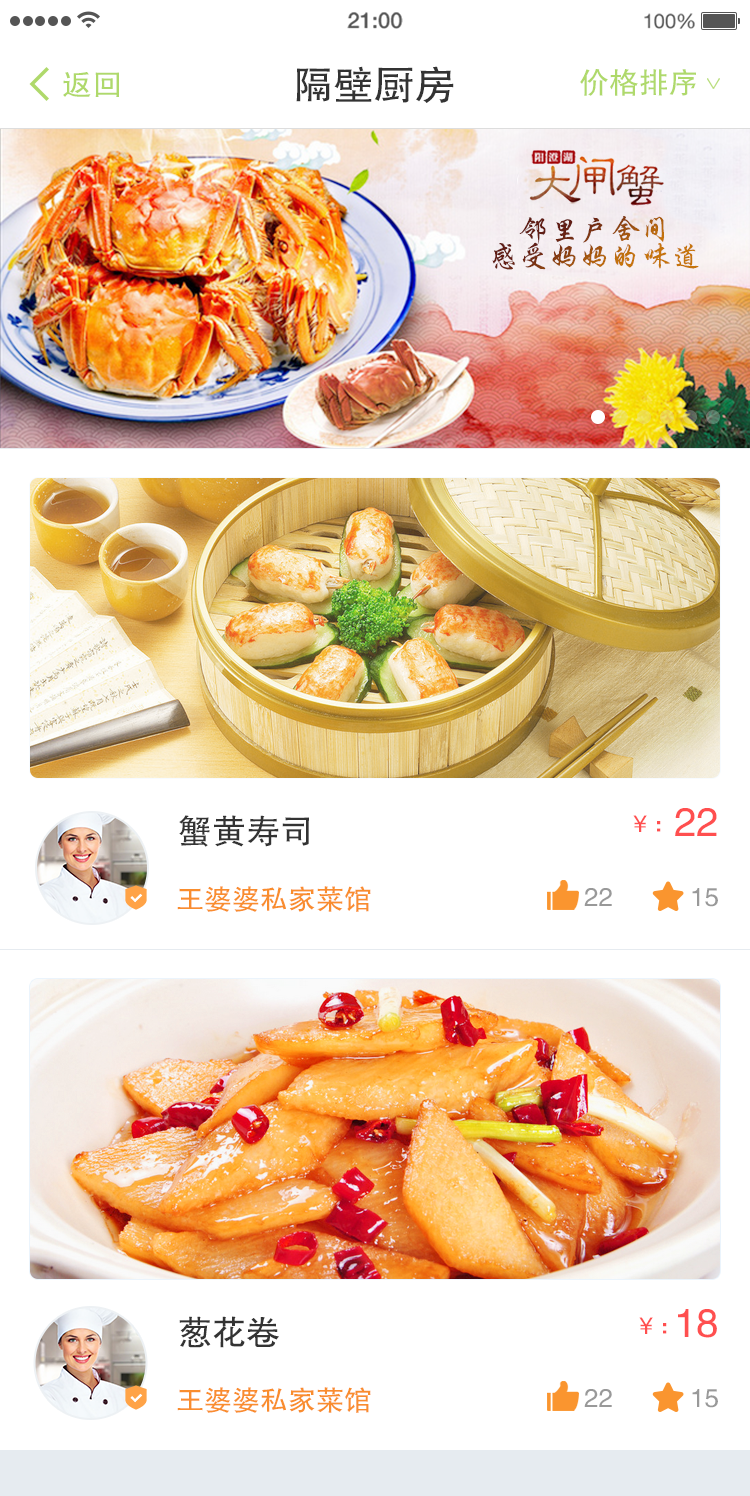 21:00
100%
返回
隔壁厨房
价格排序
阳澄湖
大闸蟹
邻里户舍间
感受妈妈的味道
蟹黄寿司
¥：22
王婆婆私家菜馆
22
15
葱花卷
¥：18
王婆婆私家菜馆
22
15